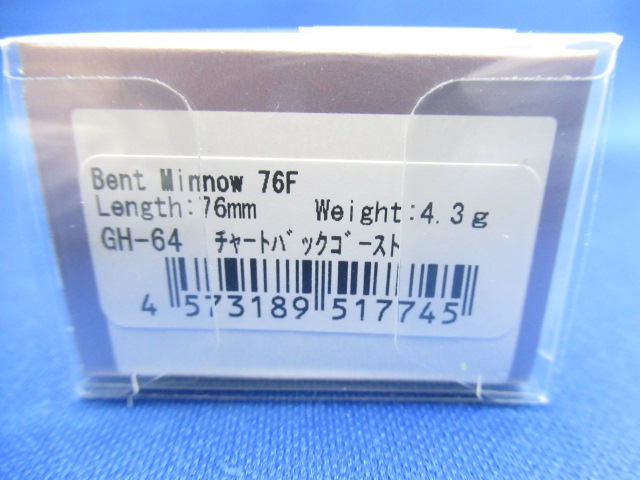 Bent Minnow 76F
Length:76mm Weight:4.3g
GH-64 ﾁｬｰﾄﾊﾞｯｸｺﾞｰｽﾄ
4 573189 517745